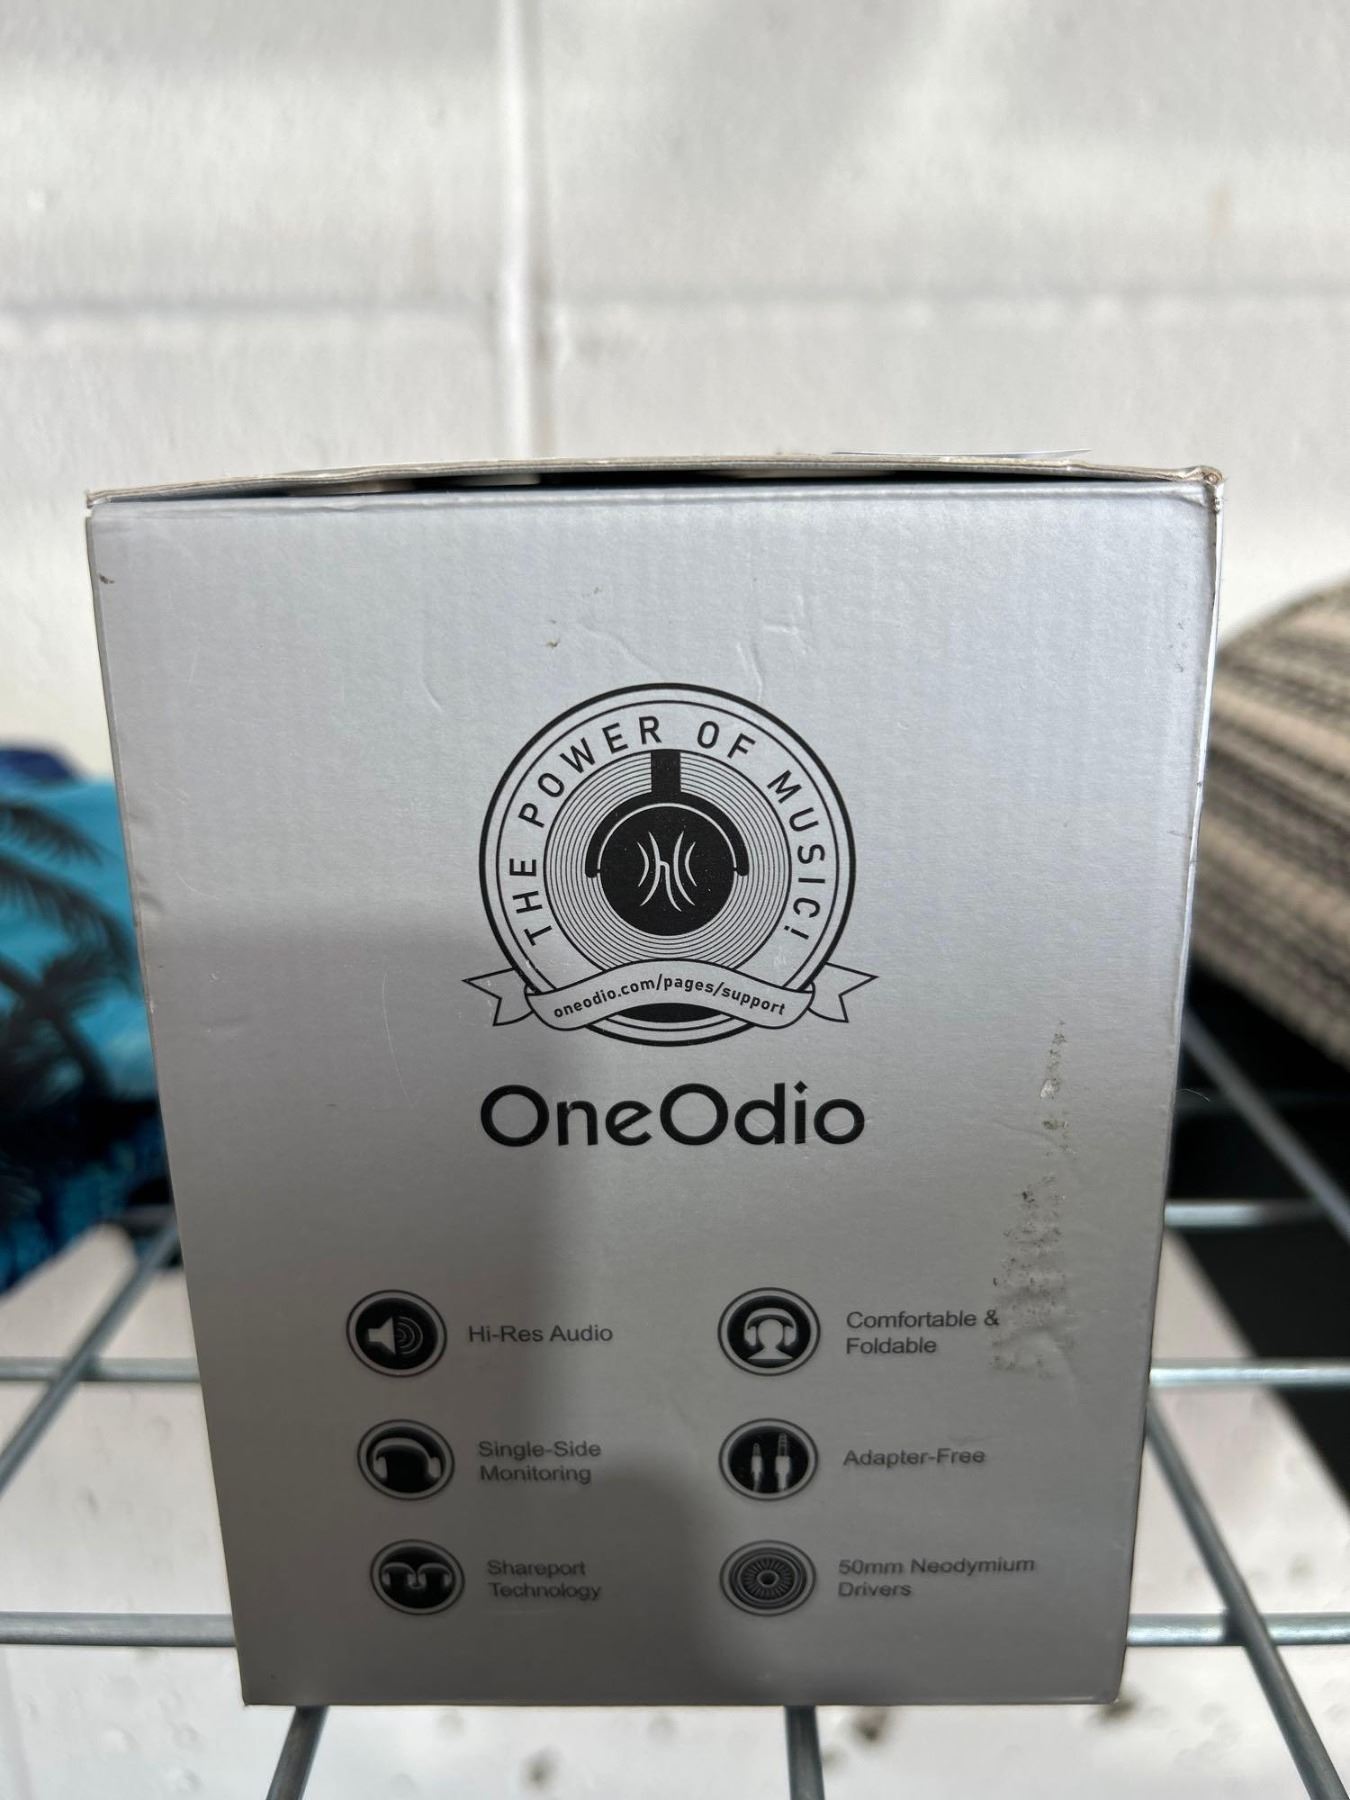 THE POWER OF MUSIC!
oneodio.com/pages/support
OneOdio
Hi-Res Audio
Comfortable &
Foldable
Single-Side
Monitoring
Adapter-Free
Shareport
Technology
50mm Neodymium
Drivers